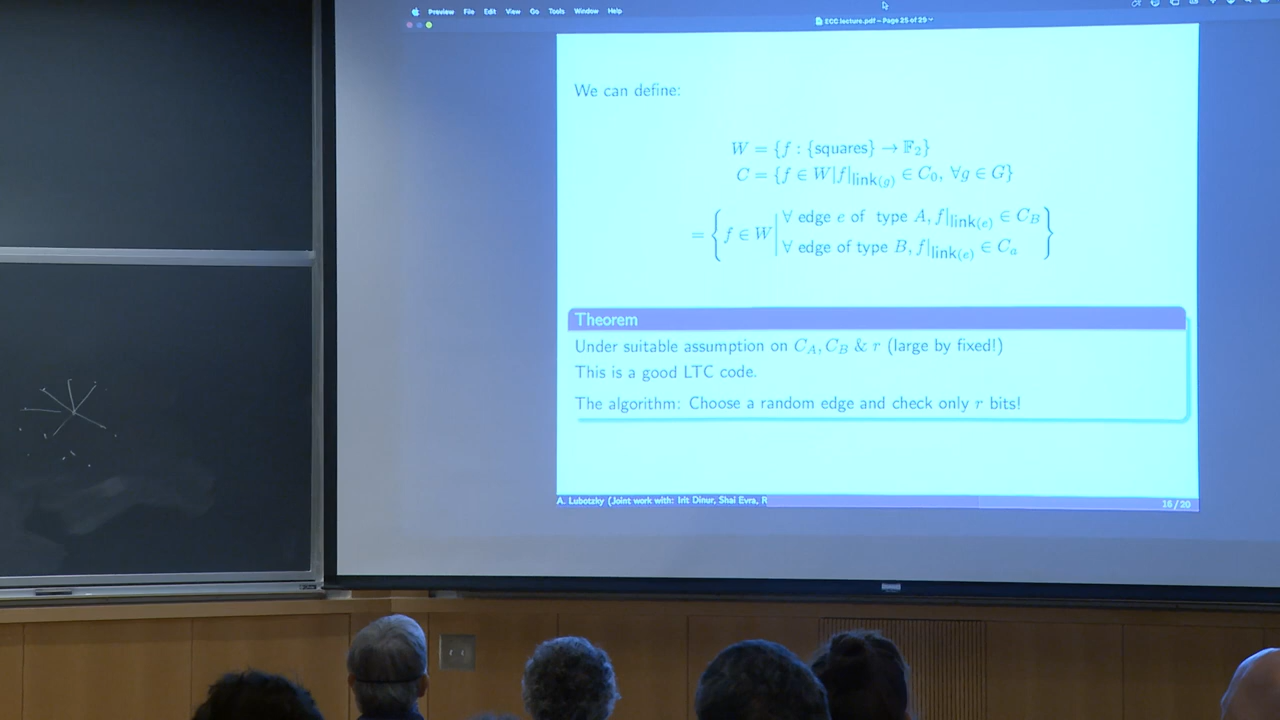 Preview File Edit View Go Tools Window Help
ECC lecture.pdf – Page 25 of 29
We can define:
W = {f : {squares} → 𝔽₂}
C = {f ∈ W|f|link(g) ∈ C₀, ∀g ∈ G}
= { f ∈ W | ∀ edge e of type A, f|link(e) ∈ C_B
∀ edge of type B, f|link(e) ∈ C_a }
Theorem
Under suitable assumption on C_A, C_B & r (large by fixed!)
This is a good LTC code.
The algorithm: Choose a random edge and check only r bits!
A. Lubotzky (Joint work with: Irit Dinur, Shai Evra, R
16 / 20